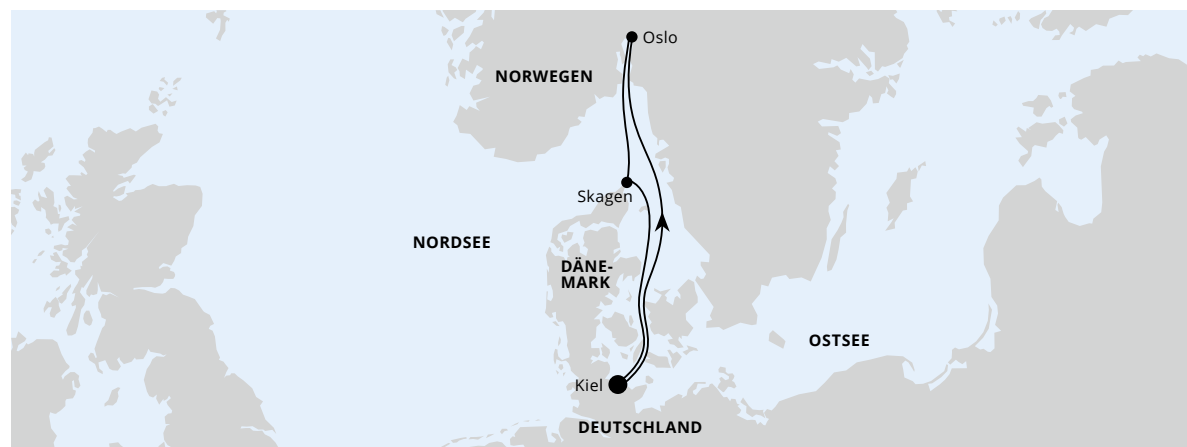 Oslo
NORWEGEN
Skagen
NORDSEE
DÄNE-
MARK
OSTSEE
Kiel
DEUTSCHLAND